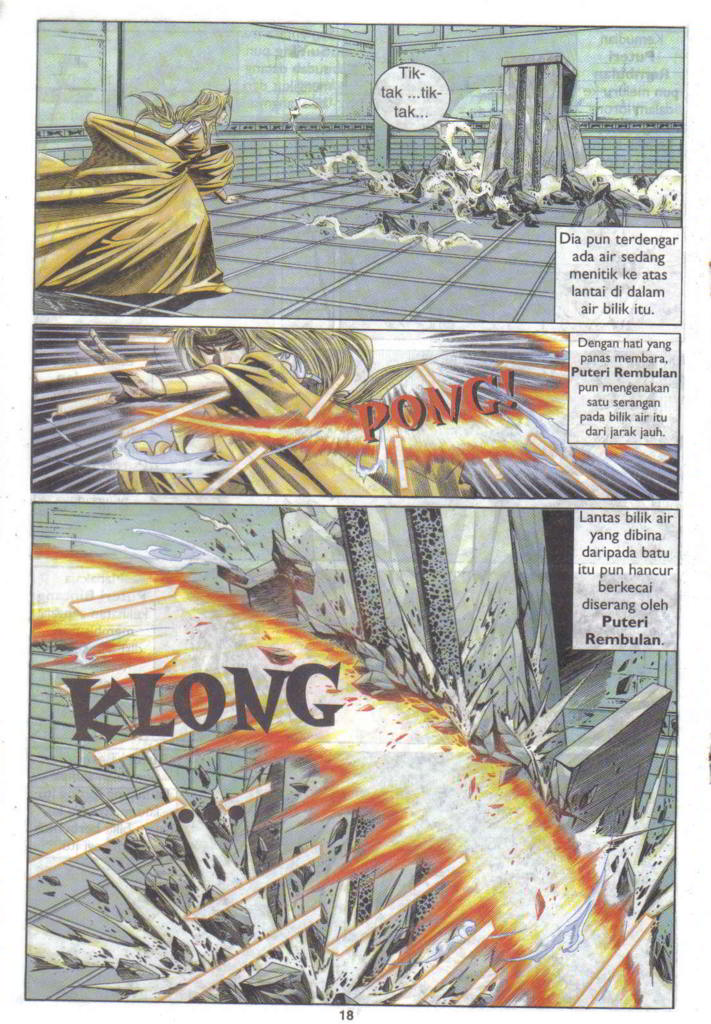 Tik-
tak ...tik-
tak...
Dia pun terdengar
ada air sedang
menitik ke atas
lantai di dalam
air bilik itu.
Dengan hati yang
panas membara,
Puteri Rembulan
pun mengenakan
satu serangan
pada bilik air itu
dari jarak jauh.
PONG!
Lantas bilik air
yang dibina
daripada batu
itu pun hancur
berkecai
diserang oleh
Puteri
Rembulan.
KLONG
18